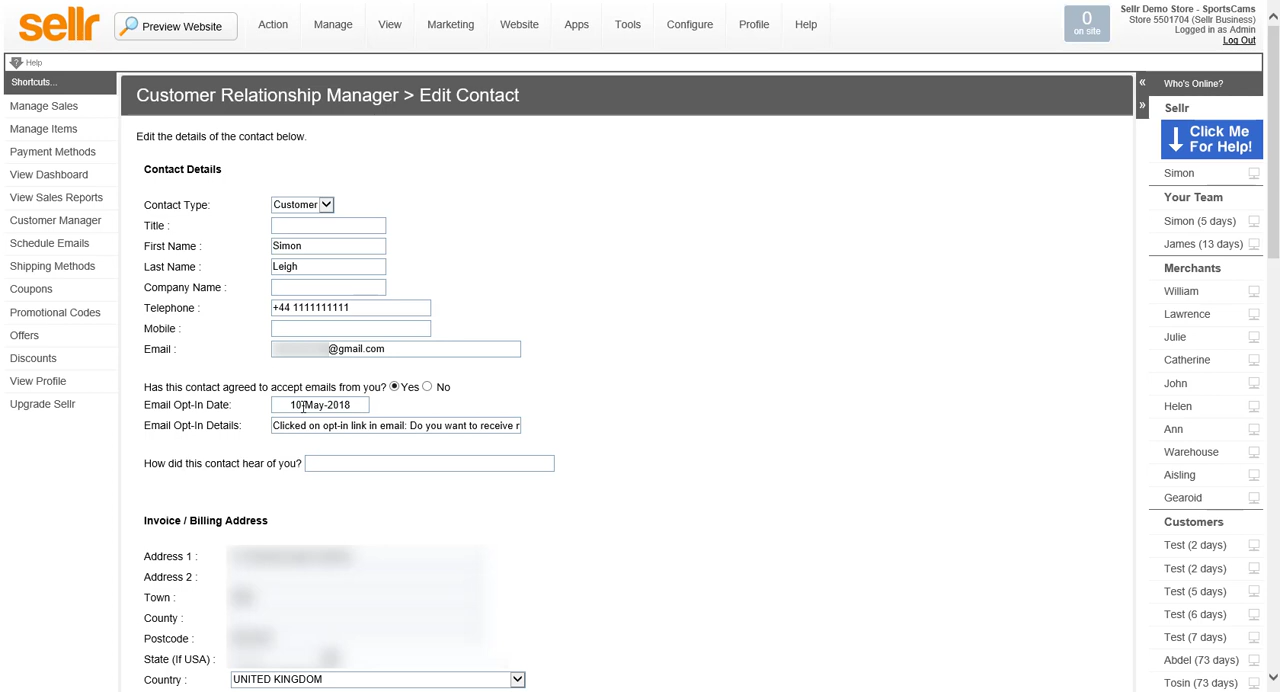 sellr
Preview Website
Action
Manage
View
Marketing
Website
Apps
Tools
Configure
Profile
Help
0
on site
Sellr Demo Store - SportsCams
Store 5501704 (Sellr Business)
Logged in as Admin
Log Out
Help
Shortcuts...
Manage Sales
Manage Items
Payment Methods
View Dashboard
View Sales Reports
Customer Manager
Schedule Emails
Shipping Methods
Coupons
Promotional Codes
Offers
Discounts
View Profile
Upgrade Sellr
Customer Relationship Manager > Edit Contact
Edit the details of the contact below.
Contact Details
Contact Type: Customer
Title :
First Name : Simon
Last Name : Leigh
Company Name :
Telephone : +44 1111111111
Mobile :
Email : @gmail.com
Has this contact agreed to accept emails from you? Yes No
Email Opt-In Date: 10-May-2018
Email Opt-In Details: Clicked on opt-in link in email: Do you want to receive r
How did this contact hear of you?
Invoice / Billing Address
Address 1 :
Address 2 :
Town :
County :
Postcode :
State (If USA) :
Country : UNITED KINGDOM
« Who's Online?
»
Sellr
Click Me
For Help!
Simon
Your Team
Simon (5 days)
James (13 days)
Merchants
William
Lawrence
Julie
Catherine
John
Helen
Ann
Warehouse
Aisling
Gearoid
Customers
Test (2 days)
Test (2 days)
Test (5 days)
Test (6 days)
Test (7 days)
Abdel (73 days)
Tosin (73 days)